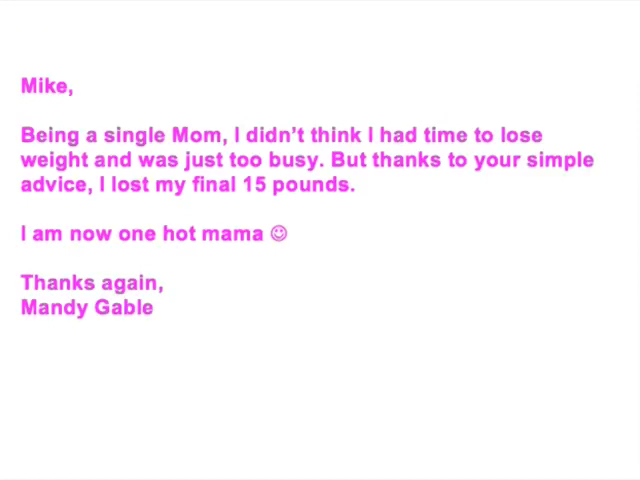 Mike,
Being a single Mom, I didn’t think I had time to lose
weight and was just too busy. But thanks to your simple
advice, I lost my final 15 pounds.
I am now one hot mama ☺
Thanks again,
Mandy Gable